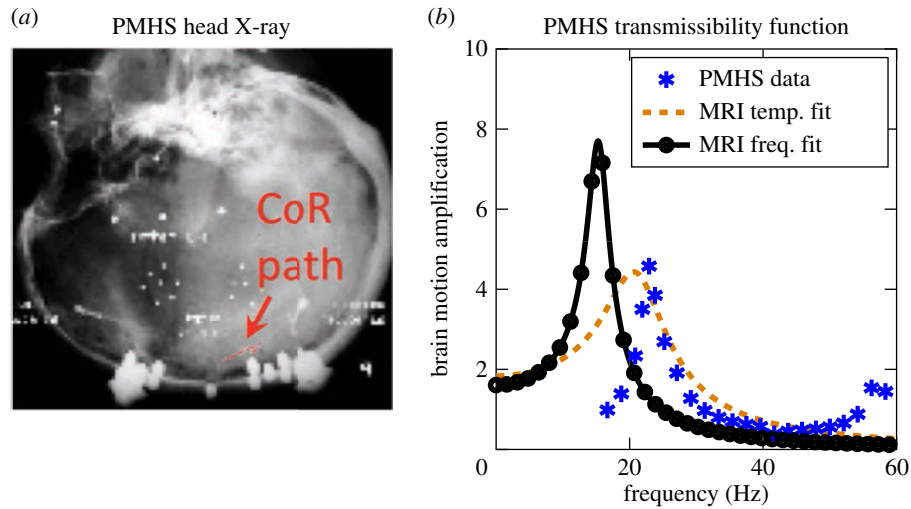 (a)
PMHS head X-ray
CoR
path
4
(b)
PMHS transmissibility function
10
8
6
4
2
0
20
40
60
brain motion amplification
frequency (Hz)
PMHS data
MRI temp. fit
MRI freq. fit